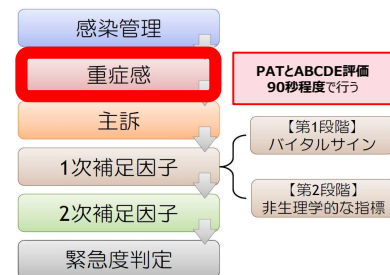 感染管理
重症感
PATとABCDE評価
90秒程度で行う
主訴
1次補足因子
【第1段階】
バイタルサイン
【第2段階】
非生理学的な指標
2次補足因子
緊急度判定